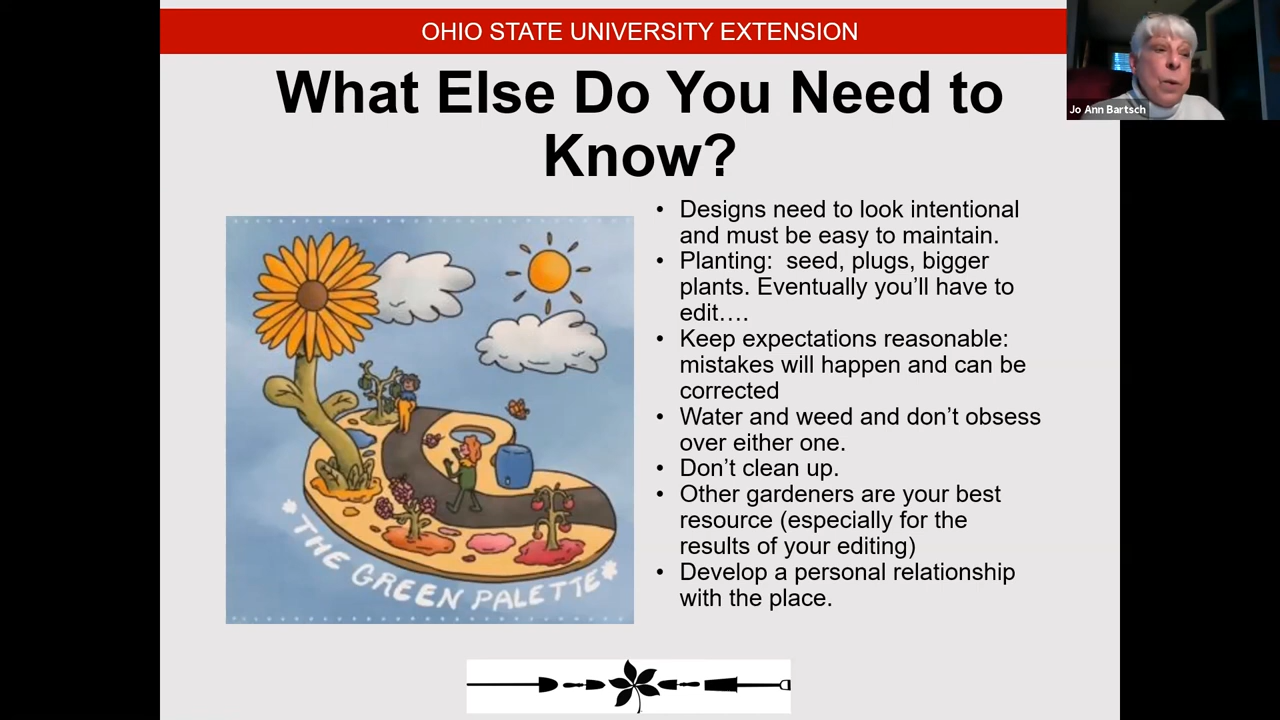 OHIO STATE UNIVERSITY EXTENSION
Jo Ann Bartsch
What Else Do You Need to
Know?
• Designs need to look intentional
and must be easy to maintain.
• Planting:  seed, plugs, bigger
plants. Eventually you’ll have to
edit….
• Keep expectations reasonable:
mistakes will happen and can be
corrected
• Water and weed and don’t obsess
over either one.
• Don’t clean up.
• Other gardeners are your best
resource (especially for the
results of your editing)
• Develop a personal relationship
with the place.
*THE GREEN PALETTE*